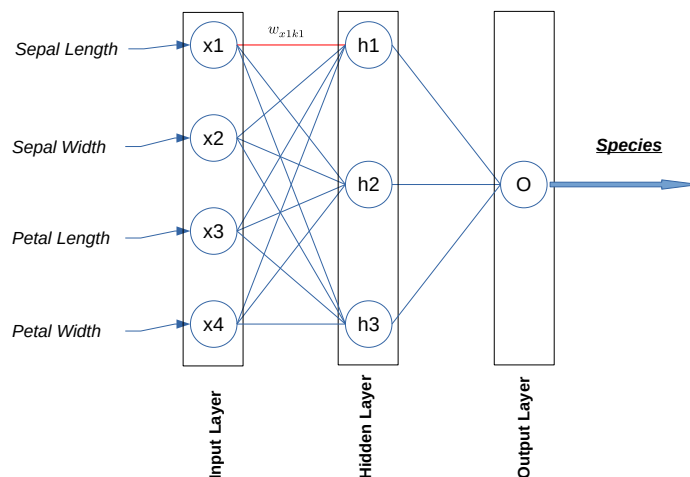 Sepal Length
x1
w_{x1k1}
h1
Sepal Width
x2
Species
h2
O
Petal Length
x3
Petal Width
x4
h3
Input Layer
Hidden Layer
Output Layer